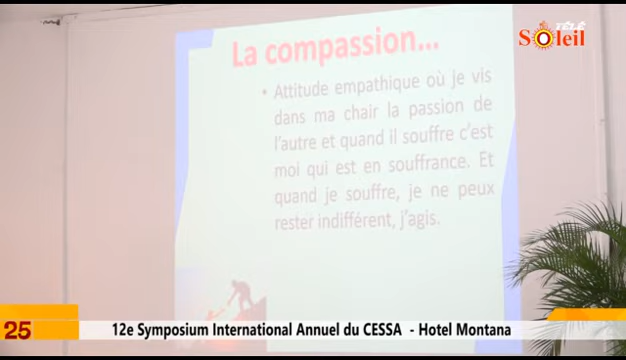 TÉLÉ
Soleil
La compassion...
• Attitude empathique où je vis
dans ma chair la passion de
l'autre et quand il souffre c'est
moi qui est en souffrance. Et
quand je souffre, je ne peux
rester indifférent, j'agis.
25
12e Symposium International Annuel du CESSA - Hotel Montana